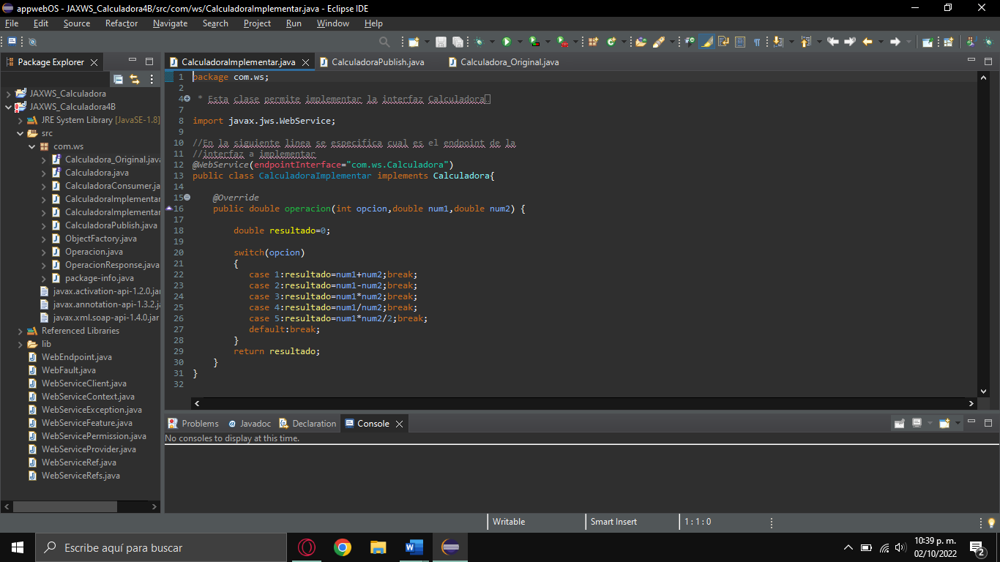 appwebOS - JAXWS_Calculadora4B/src/com/ws/CalculadoraImplementar.java - Eclipse IDE
File Edit Source Refactor Navigate Search Project Run Window Help
Package Explorer
JAXWS_Calculadora
JAXWS_Calculadora4B
JRE System Library [JavaSE-1.8]
src
com.ws
Calculadora_Original.java
Calculadora.java
CalculadoraConsumer.ja
CalculadoraImplementar
CalculadoraImplementar
CalculadoraPublish.java
ObjectFactory.java
Operacion.java
OperacionResponse.java
package-info.java
javax.activation-api-1.2.0.jar
javax.annotation-api-1.3.2.ja
javax.xml.soap-api-1.4.0.jar
Referenced Libraries
lib
WebEndpoint.java
WebFault.java
WebServiceClient.java
WebServiceContext.java
WebServiceException.java
WebServiceFeature.java
WebServicePermission.java
WebServiceProvider.java
WebServiceRef.java
WebServiceRefs.java
CalculadoraImplementar.java CalculadoraPublish.java Calculadora_Original.java
1 package com.ws;
2
4 * Esta clase permite implementar la interfaz Calculadora
7
8 import javax.jws.WebService;
9
10 //En la siguiente linea se especifica cual es el endpoint de la
11 //interfaz a implementar
12 @WebService(endpointInterface="com.ws.Calculadora")
13 public class CalculadoraImplementar implements Calculadora{
14
15 @Override
16 public double operacion(int opcion,double num1,double num2) {
17
18 double resultado=0;
19
20 switch(opcion)
21 {
22 case 1:resultado=num1+num2;break;
23 case 2:resultado=num1-num2;break;
24 case 3:resultado=num1*num2;break;
25 case 4:resultado=num1/num2;break;
26 case 5:resultado=num1*num2/2;break;
27 default:break;
28 }
29 return resultado;
30 }
31 }
32
Problems Javadoc Declaration Console
No consoles to display at this time.
Writable Smart Insert 1 : 1 : 0
Escribe aquí para buscar
10:39 p. m.
02/10/2022
2